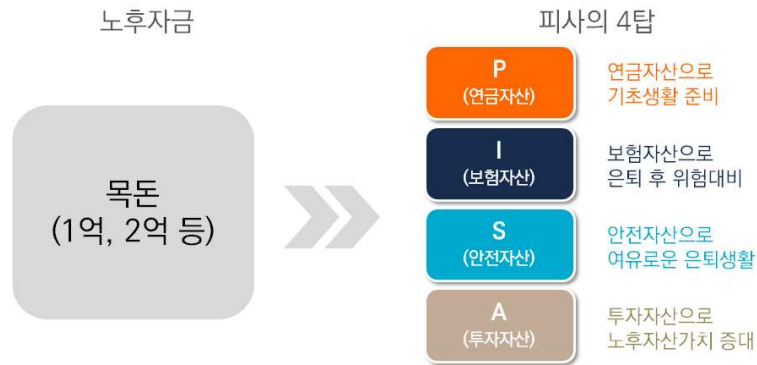 노후자금
피사의 4탑
목돈
(1억, 2억 등)
P
(연금자산)
연금자산으로
기초생활 준비
I
(보험자산)
보험자산으로
은퇴 후 위험대비
S
(안전자산)
안전자산으로
여유로운 은퇴생활
A
(투자자산)
투자자산으로
노후자산가치 증대